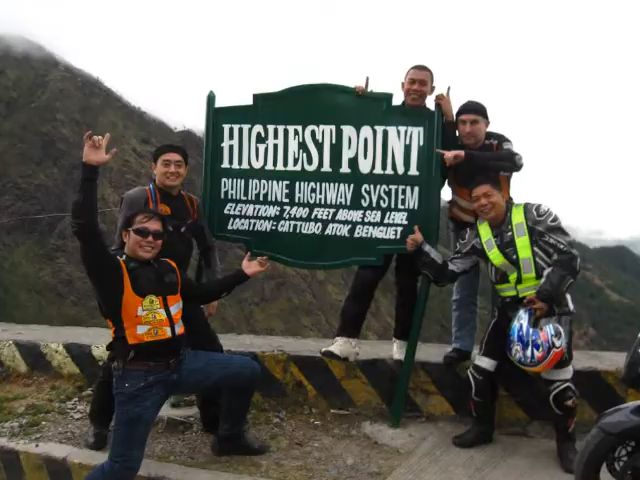 HIGHEST POINT
PHILIPPINE HIGHWAY SYSTEM
ELEVATION: 7,400 FEET ABOVE SEA LEVEL
LOCATION: CATTUBO ATOK BENGUET